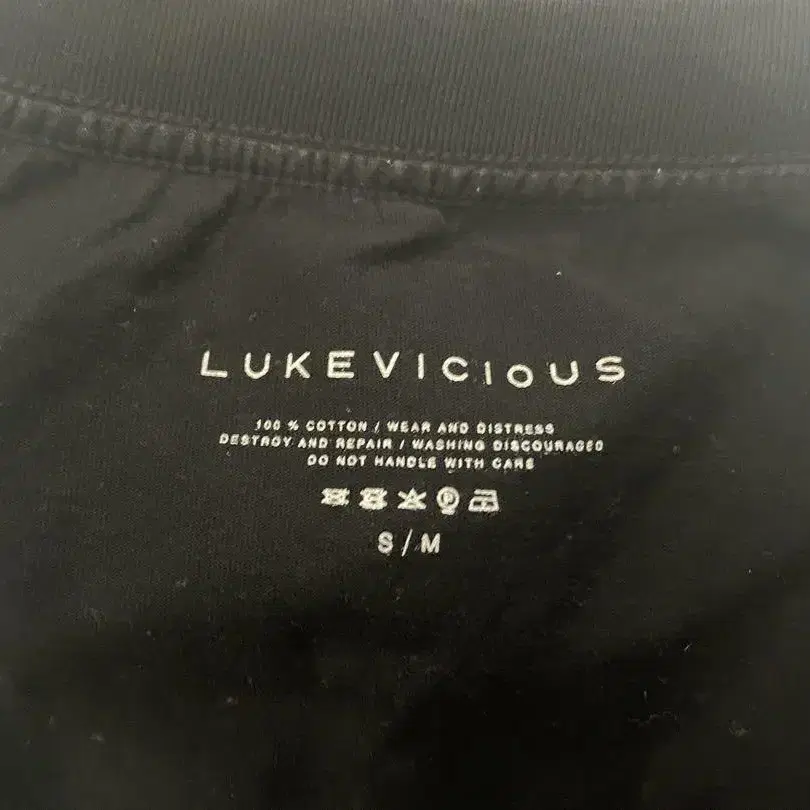 LUKEVICIOUS
100 % COTTON / WEAR AND DISTRESS
DESTROY AND REPAIR / WASHING DISCOURAGED
DO NOT HANDLE WITH CARE
S / M